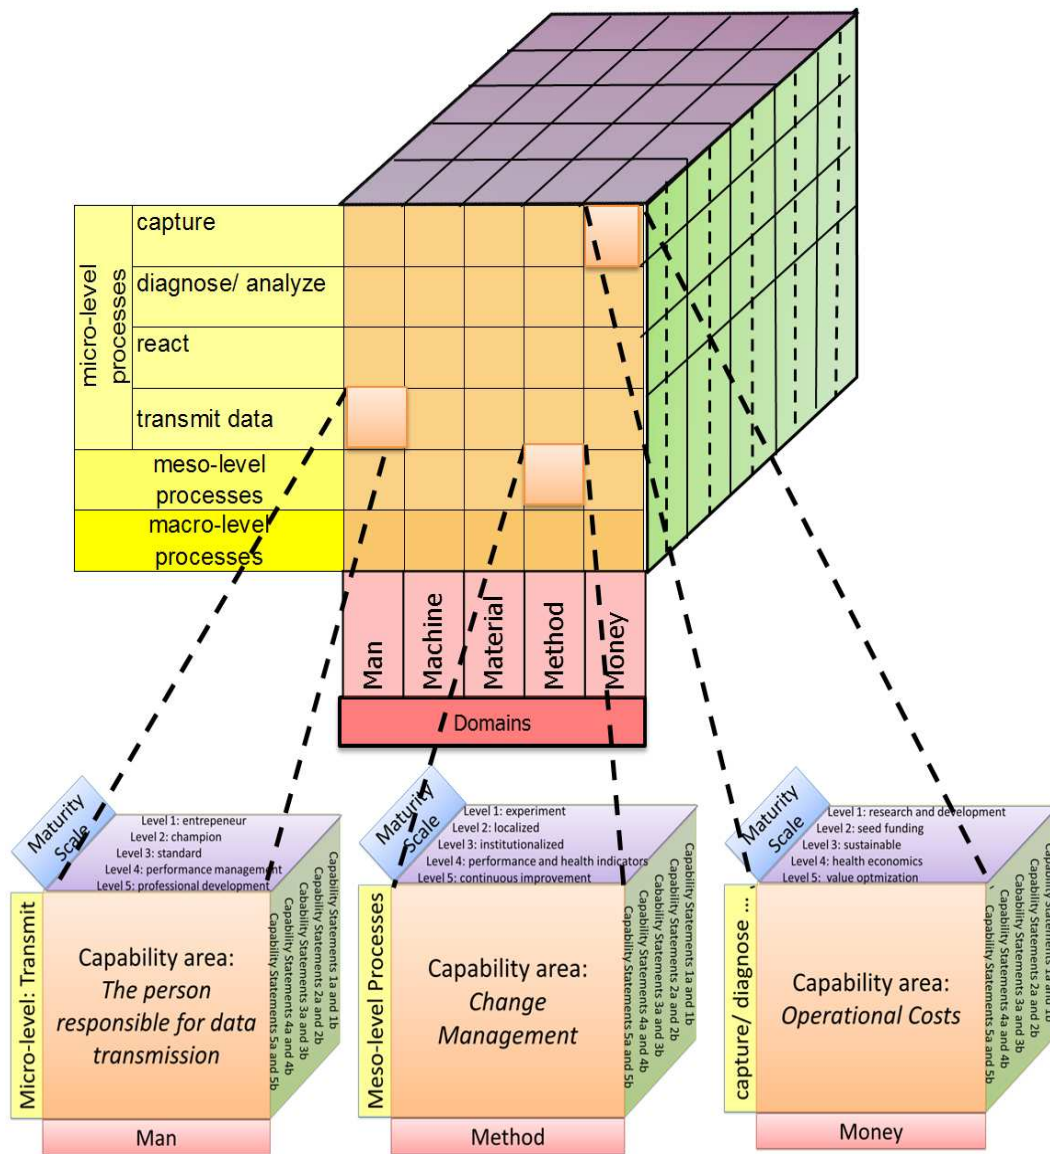 micro-level
processes
capture
diagnose/ analyze
react
transmit data
meso-level
processes
macro-level
processes
Man
Machine
Material
Method
Money
Domains
Maturity
Scale
Level 1: entrepeneur
Level 2: champion
Level 3: standard
Level 4: performance management
Level 5: professional development
Micro-level: Transmit
Capability area:
The person
responsible for data
transmission
Capability Statements 1a and 1b
Capability Statements 2a and 2b
Cabability Statements 3a and 3b
Capability Statements 4a and 4b
Capability Statements 5a and 5b
Man
Maturity
Scale
Level 1: experiment
Level 2: localized
Level 3: institutionalized
Level 4: performance and health indicators
Level 5: continuous improvement
Meso-level Processes
Capability area:
Change
Management
Capability Statements 1a and 1b
Capability Statements 2a and 2b
Cabability Statements 3a and 3b
Capability Statements 4a and 4b
Capability Statements 5a and 5b
Method
Maturity
Scale
Level 1: research and development
Level 2: seed funding
Level 3: sustainable
Level 4: health economics
Level 5: value optmization
capture/ diagnose ...
Capability area:
Operational Costs
Capability Statements 1a and 1b
Capability Statements 2a and 2b
Cabability Statements 3a and 3b
Capability Statements 4a and 4b
Capability Statements 5a and 5b
Money